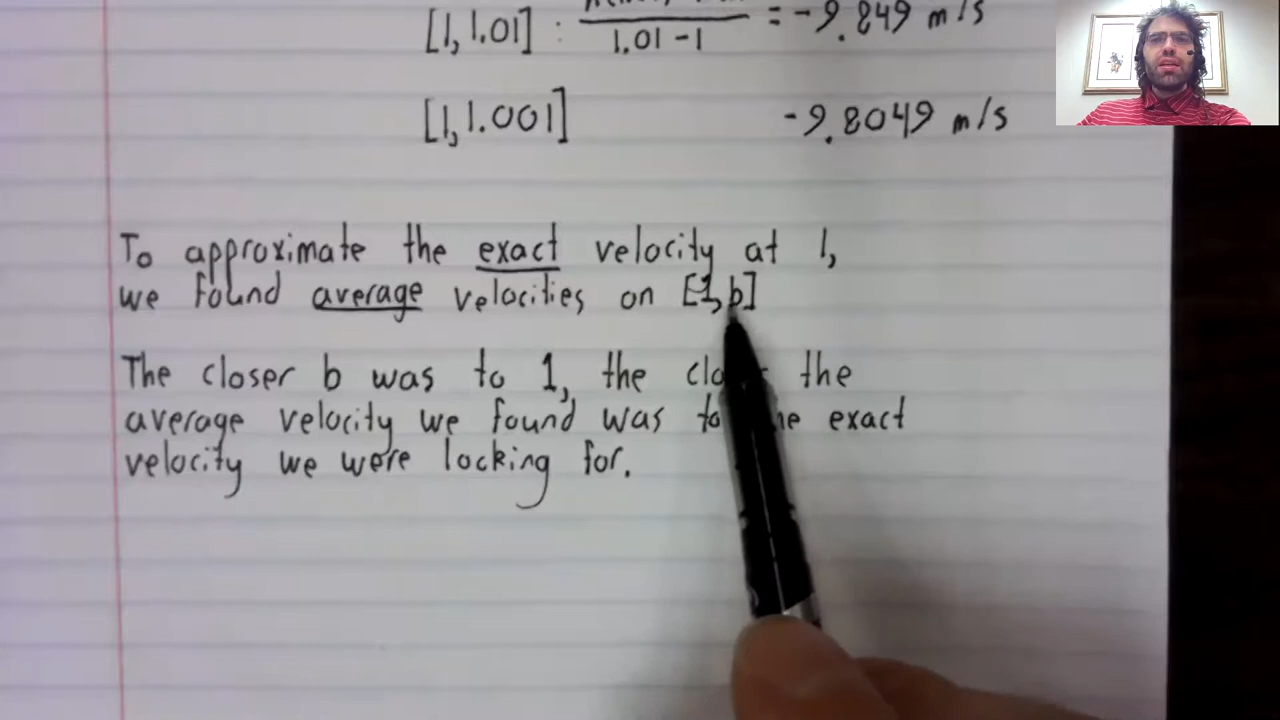 [1, 1.01] : 1.01 - 1 = -9.849 m/s
[1, 1.001] -9.8049 m/s
To approximate the exact velocity at 1,
we found average velocities on [1, b]
The closer b was to 1, the the
average velocity we found was exact
velocity we were looking for.